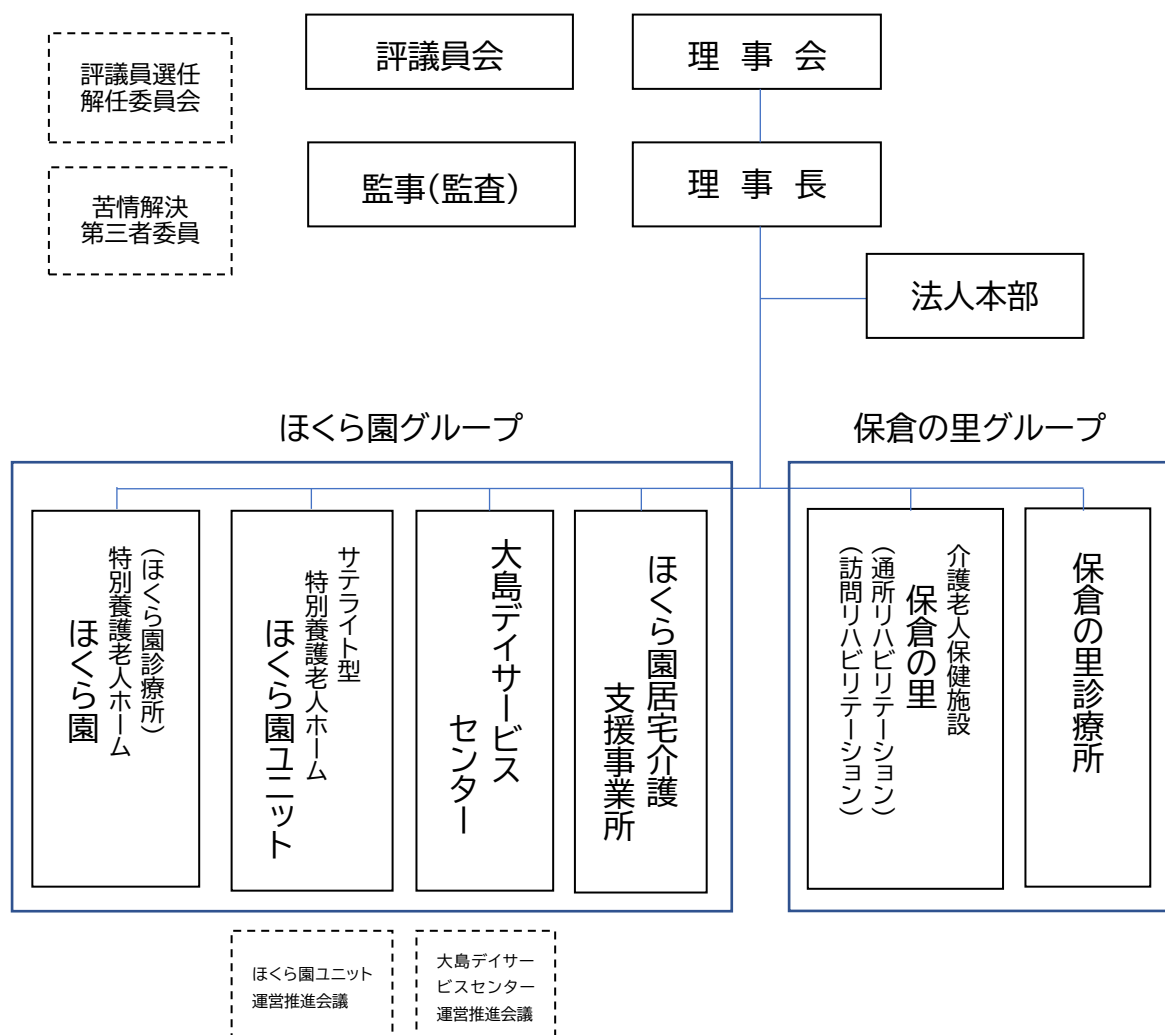 評議員選任
解任委員会
評議員会
理 事 会
苦情解決
第三者委員
監事(監査)
理 事 長
法人本部
ほくら園グループ
保倉の里グループ
(ほくら園診療所)
特別養護老人ホーム
ほくら園
サテライト型
特別養護老人ホーム
ほくら園ユニット
大島デイサービス
センター
ほくら園居宅介護
支援事業所
介護老人保健施設
保倉の里
(通所リハビリテーション)
(訪問リハビリテーション)
保倉の里診療所
ほくら園ユニット
運営推進会議
大島デイサー
ビスセンター
運営推進会議